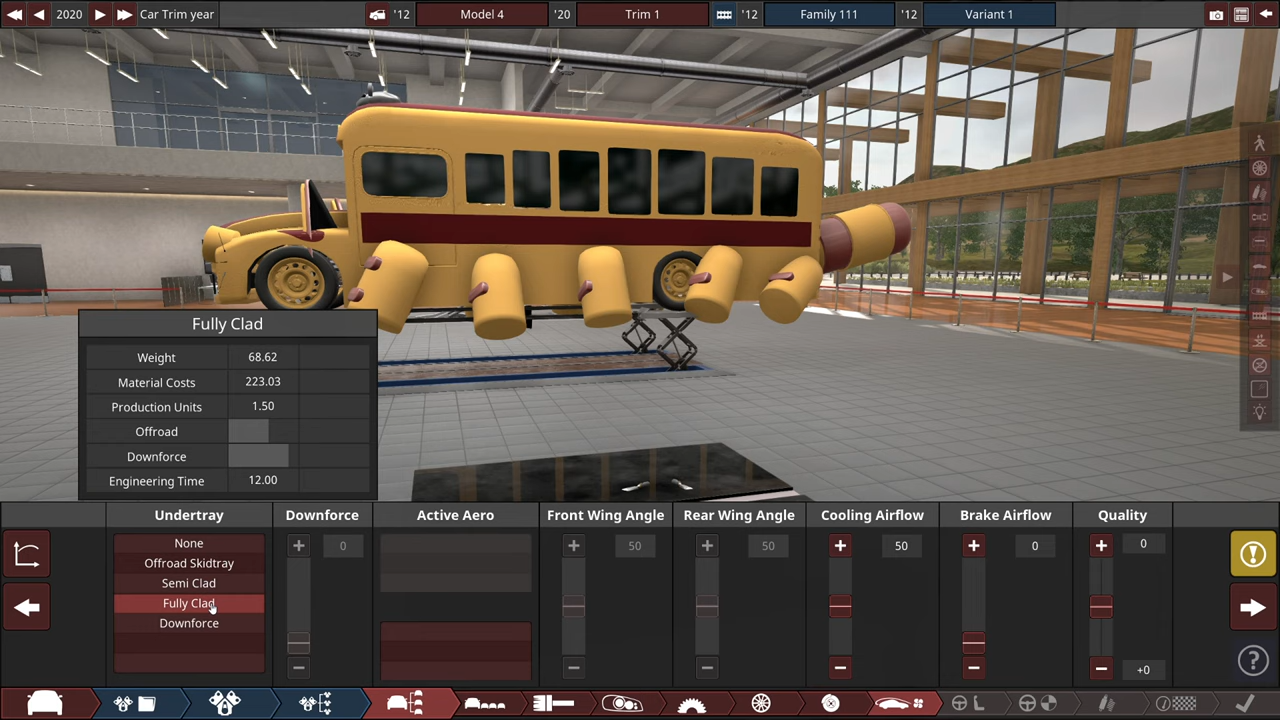 2020 Car Trim year '12 Model 4 '20 Trim 1 '12 Family 111 '12 Variant 1
Fully Clad
Weight 68.62
Material Costs 223.03
Production Units 1.50
Offroad
Downforce
Engineering Time 12.00
Undertray Downforce Active Aero Front Wing Angle Rear Wing Angle Cooling Airflow Brake Airflow Quality
None
Offroad Skidtray
Semi Clad
Fully Clad
Downforce
0 50 50 50 0 0
+0